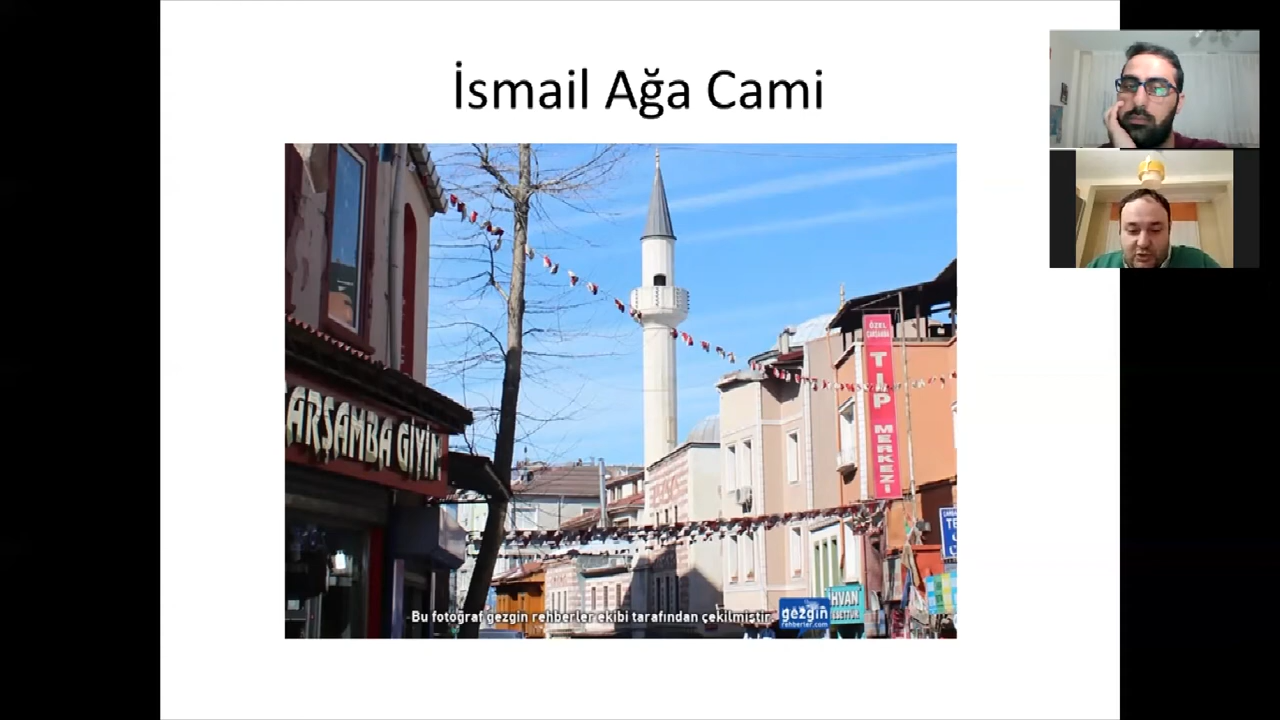 İsmail Ağa Cami
ARŞAMBA GİYİM
ÖZEL
ÇARŞAMBA
TIP MERKEZİ
HVAN
Bu fotoğraf gezgin rehberler ekibi tarafından çekilmiştir
gezgin
rehberler.com